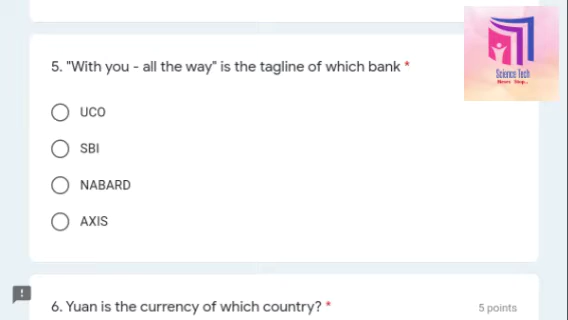 5. "With you - all the way" is the tagline of which bank *
UCO
SBI
NABARD
AXIS
Science Tech
6. Yuan is the currency of which country? *
5 points